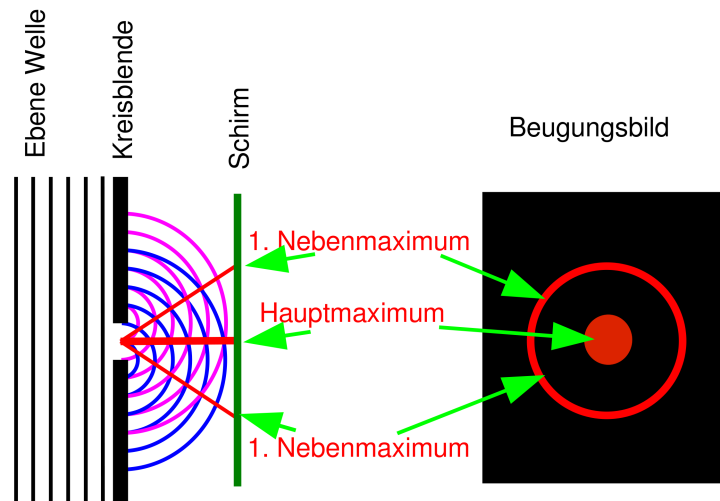 Ebene Welle
Kreisblende
Schirm
Beugungsbild
1. Nebenmaximum
Hauptmaximum
1. Nebenmaximum